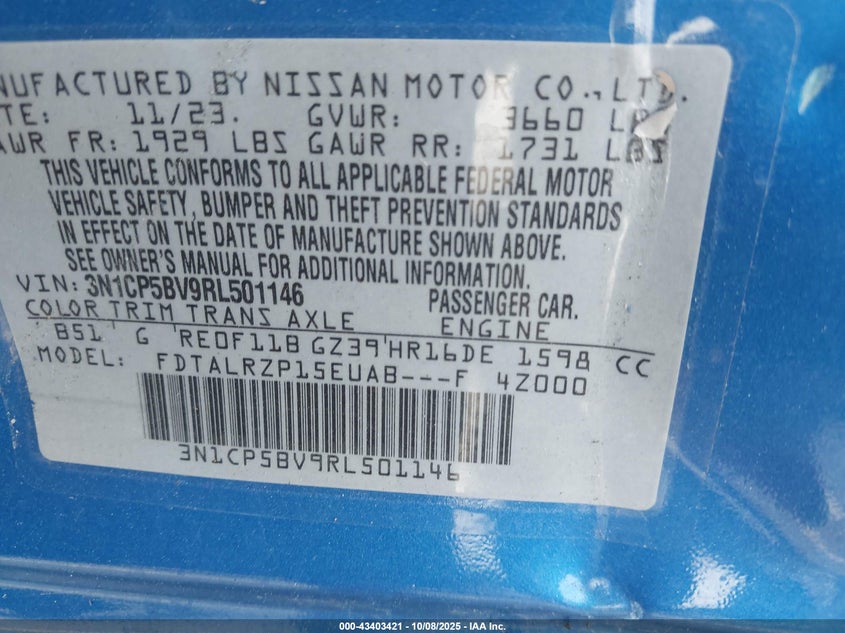 NUFACTURED BY NISSAN MOTOR CO., LTD.
TE: 11/23. GVWR: 3660 LBS
AWR FR: 1929 LBS GAWR RR: 1731 LBS
THIS VEHICLE CONFORMS TO ALL APPLICABLE FEDERAL MOTOR
VEHICLE SAFETY, BUMPER AND THEFT PREVENTION STANDARDS
IN EFFECT ON THE DATE OF MANUFACTURE SHOWN ABOVE.
SEE OWNER'S MANUAL FOR ADDITIONAL INFORMATION.
VIN: 3N1CP5BV9RL501146 PASSENGER CAR.
COLOR TRIM TRANS AXLE ENGINE
B51 G RE0F11B GZ39 HR16DE 1598 CC
MODEL: FDTALRZP15EUAB---F 4Z000
3N1CP5BV9RL501146
000-43403421 - 10/08/2025 - IAA Inc.